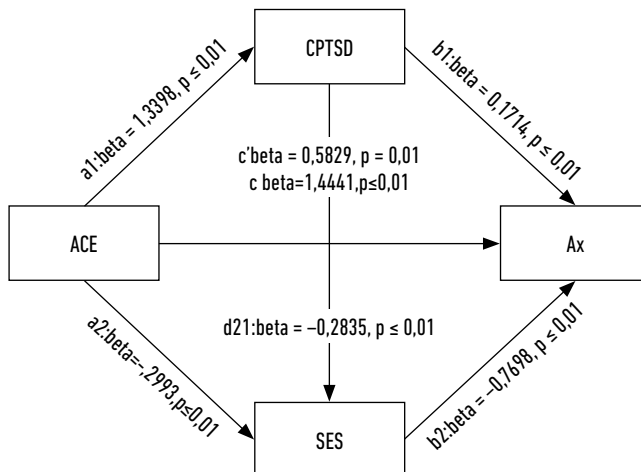 CPTSD
a1:beta = 1,3398, p ≤ 0,01
b1:beta = 0,1714, p ≤ 0,01
c'beta = 0,5829, p = 0,01
c beta=1,4441,p≤0,01
ACE
Ax
d21:beta = –0,2835, p ≤ 0,01
a2:beta=-,2993,p≤0,01
b2:beta = –0,7698, p ≤ 0,01
SES